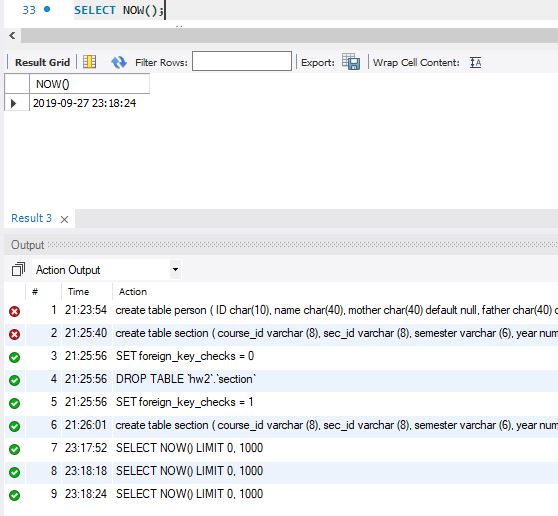 33 SELECT NOW();
Result Grid Filter Rows: Export: Wrap Cell Content:
NOW()
2019-09-27 23:18:24
Result 3
Output
Action Output
# Time Action
1 21:23:54 create table person ( ID char(10), name char(40), mother char(40) default null, father char(40)
2 21:25:40 create table section ( course_id varchar (8), sec_id varchar (8), semester varchar (6), year num
3 21:25:56 SET foreign_key_checks = 0
4 21:25:56 DROP TABLE `hw2`.`section`
5 21:25:56 SET foreign_key_checks = 1
6 21:26:01 create table section ( course_id varchar (8), sec_id varchar (8), semester varchar (6), year num
7 23:17:52 SELECT NOW() LIMIT 0, 1000
8 23:18:18 SELECT NOW() LIMIT 0, 1000
9 23:18:24 SELECT NOW() LIMIT 0, 1000